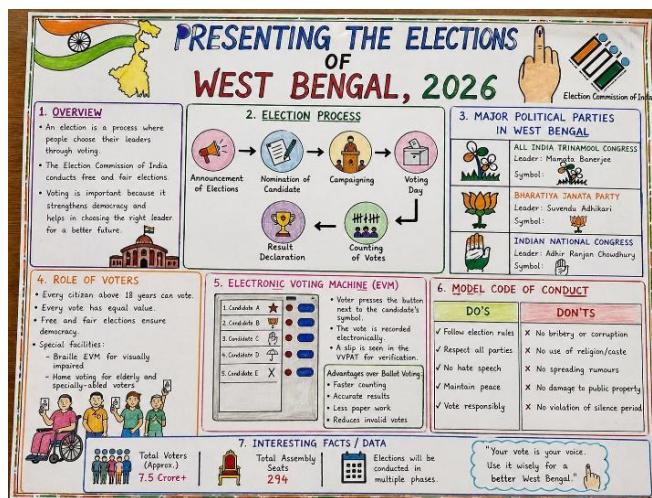 PRESENTING THE ELECTIONS
OF
WEST BENGAL, 2026
Election Commission of India
1. OVERVIEW
• An election is a process where
people choose their leaders
through voting.
• The Election Commission of India
conducts free and fair elections.
• Voting is important because it
strengthens democracy and
helps in choosing the right leader
for a better future.
2. ELECTION PROCESS
Announcement
of Elections
Nomination of
Candidate
Campaigning
Voting
Day
Result
Declaration
Counting
of Votes
3. MAJOR POLITICAL PARTIES
IN WEST BENGAL
ALL INDIA TRINAMOOL CONGRESS
Leader: Mamata Banerjee
Symbol:
BHARATIYA JANATA PARTY
Leader: Suvendu Adhikari
Symbol:
INDIAN NATIONAL CONGRESS
Leader: Adhir Ranjan Chowdhury
Symbol:
4. ROLE OF VOTERS
• Every citizen above 18 years can vote.
• Every vote has equal value.
• Free and fair elections ensure
democracy.
• Special facilities:
– Braille EVM for visually
impaired
– Home voting for elderly and
specially-abled voters
5. ELECTRONIC VOTING MACHINE (EVM)
1. Candidate A
2. Candidate B
3. Candidate C
4. Candidate D
5. Candidate E
• Voter presses the button
next to the candidate's
symbol.
• The vote is recorded
electronically.
• A slip is seen in the
VVPAT for verification.
Advantages over Ballot Voting:
• Faster counting
• Accurate results
• Less paper work
• Reduces invalid votes
6. MODEL CODE OF CONDUCT
DO'S
✓ Follow election rules
✓ Respect all parties
✓ No hate speech
✓ Maintain peace
✓ Vote responsibly
DON'TS
✗ No bribery or corruption
✗ No use of religion/caste
✗ No spreading rumours
✗ No damage to public property
✗ No violation of silence period
7. INTERESTING FACTS / DATA
Total Voters
(Approx.)
7.5 Crore+
Total Assembly
Seats
294
Elections will be
conducted in
multiple phases.
"Your vote is your voice.
Use it wisely for a
better West Bengal."